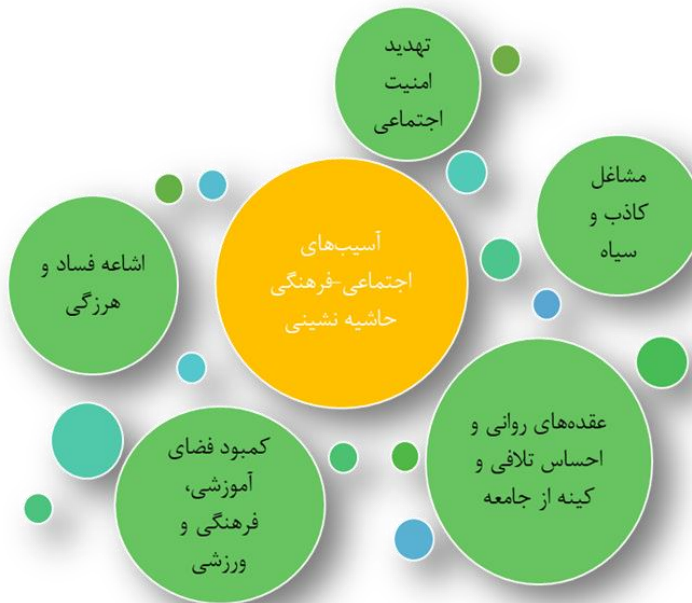 تهدید
امنیت
اجتماعی
مشاغل
کاذب و
سیاه
آسیب‌های
اجتماعی-فرهنگی
حاشیه نشینی
اشاعه فساد و
هرزگی
عقده‌های روانی و
احساس تلافی و
کینه از جامعه
کمبود فضای
آموزشی،
فرهنگی و
ورزشی